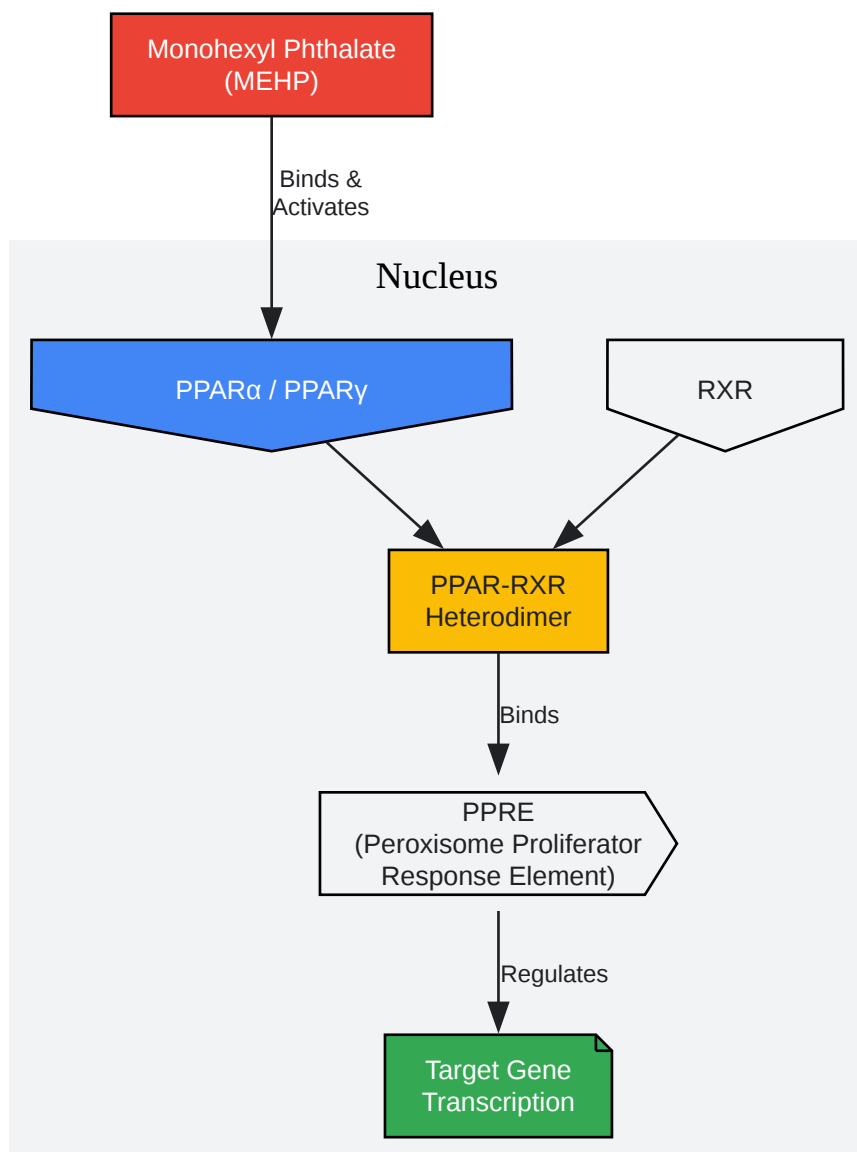 Monohexyl Phthalate
(MEHP)
Binds &
Activates
Nucleus
PPARα / PPARγ
RXR
PPAR-RXR
Heterodimer
Binds
PPRE
(Peroxisome Proliferator
Response Element)
Regulates
Target Gene
Transcription